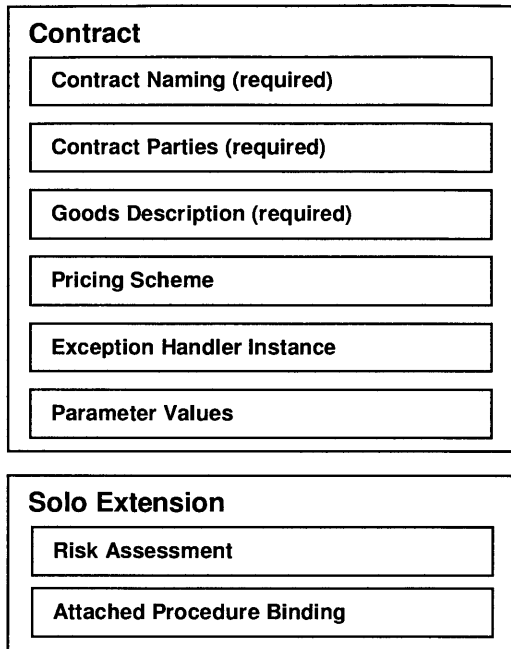 Contract
Contract Naming (required)
Contract Parties (required)
Goods Description (required)
Pricing Scheme
Exception Handler Instance
Parameter Values
Solo Extension
Risk Assessment
Attached Procedure Binding